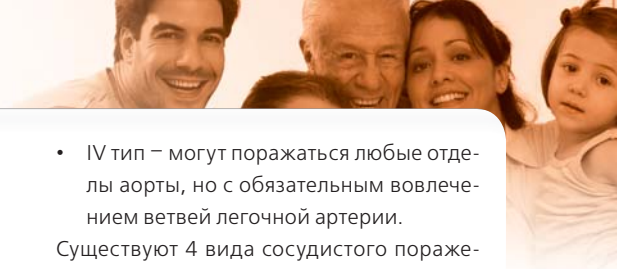 • IV тип – могут поражаться любые отде-
лы аорты, но с обязательным вовлече-
нием ветвей легочной артерии.
Существуют 4 вида сосудистого пораже-